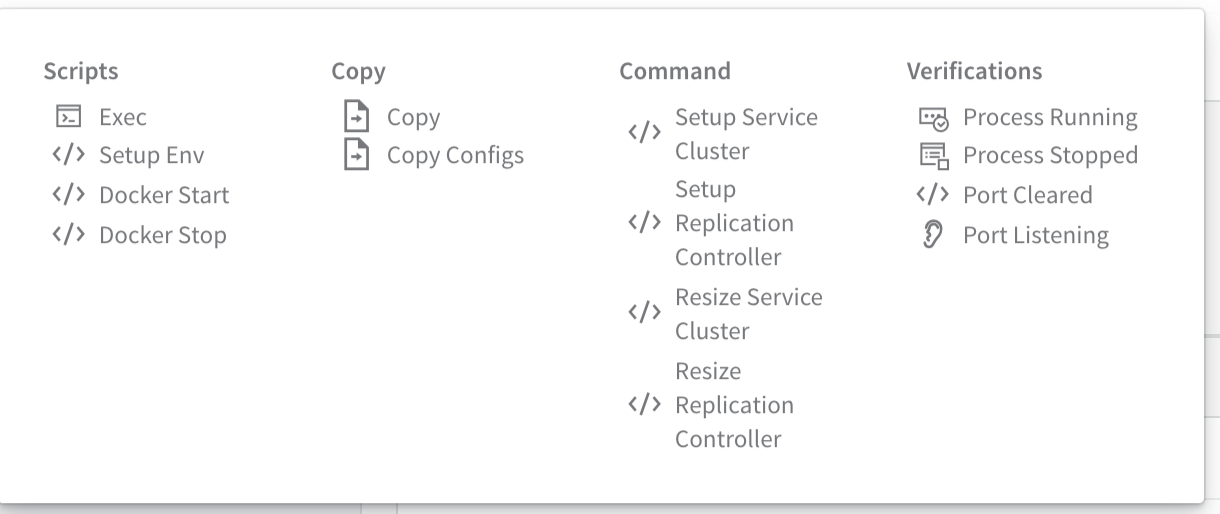 Scripts
Exec
Setup Env
Docker Start
Docker Stop
Copy
Copy
Copy Configs
Command
Setup Service
Cluster
Setup
Replication
Controller
Resize Service
Cluster
Resize
Replication
Controller
Verifications
Process Running
Process Stopped
Port Cleared
Port Listening